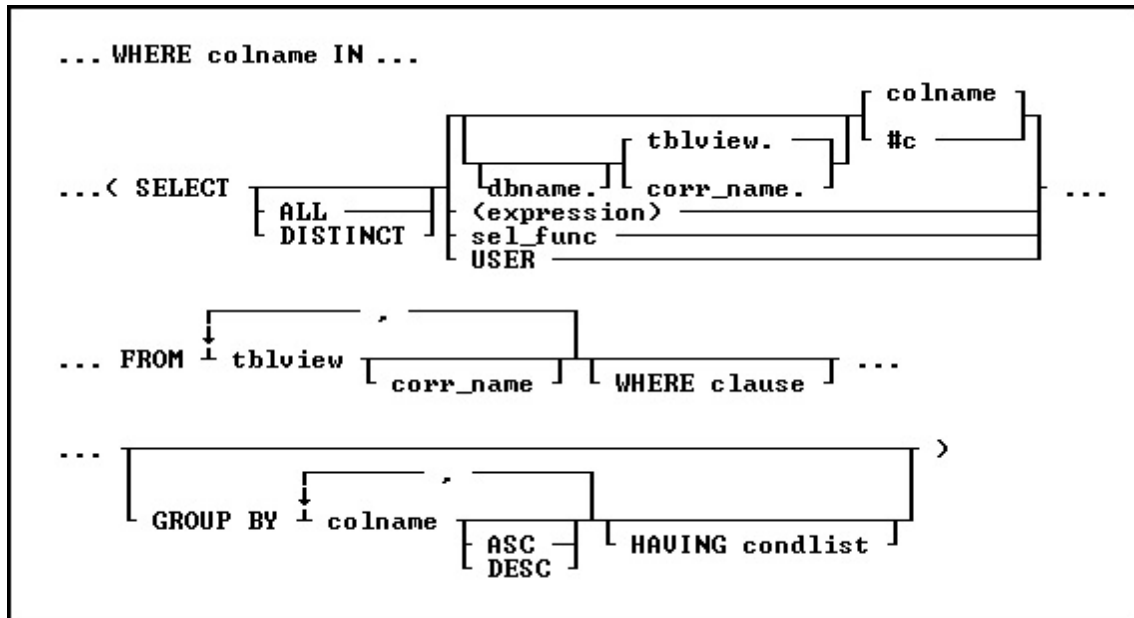 ... WHERE colname IN ...
colname
tblview. #c
...( SELECT dbname. corr_name. ...
ALL (expression)
DISTINCT sel_func
USER
,
... FROM tblview corr_name WHERE clause ...
... )
,
GROUP BY colname ASC HAVING condlist
DESC